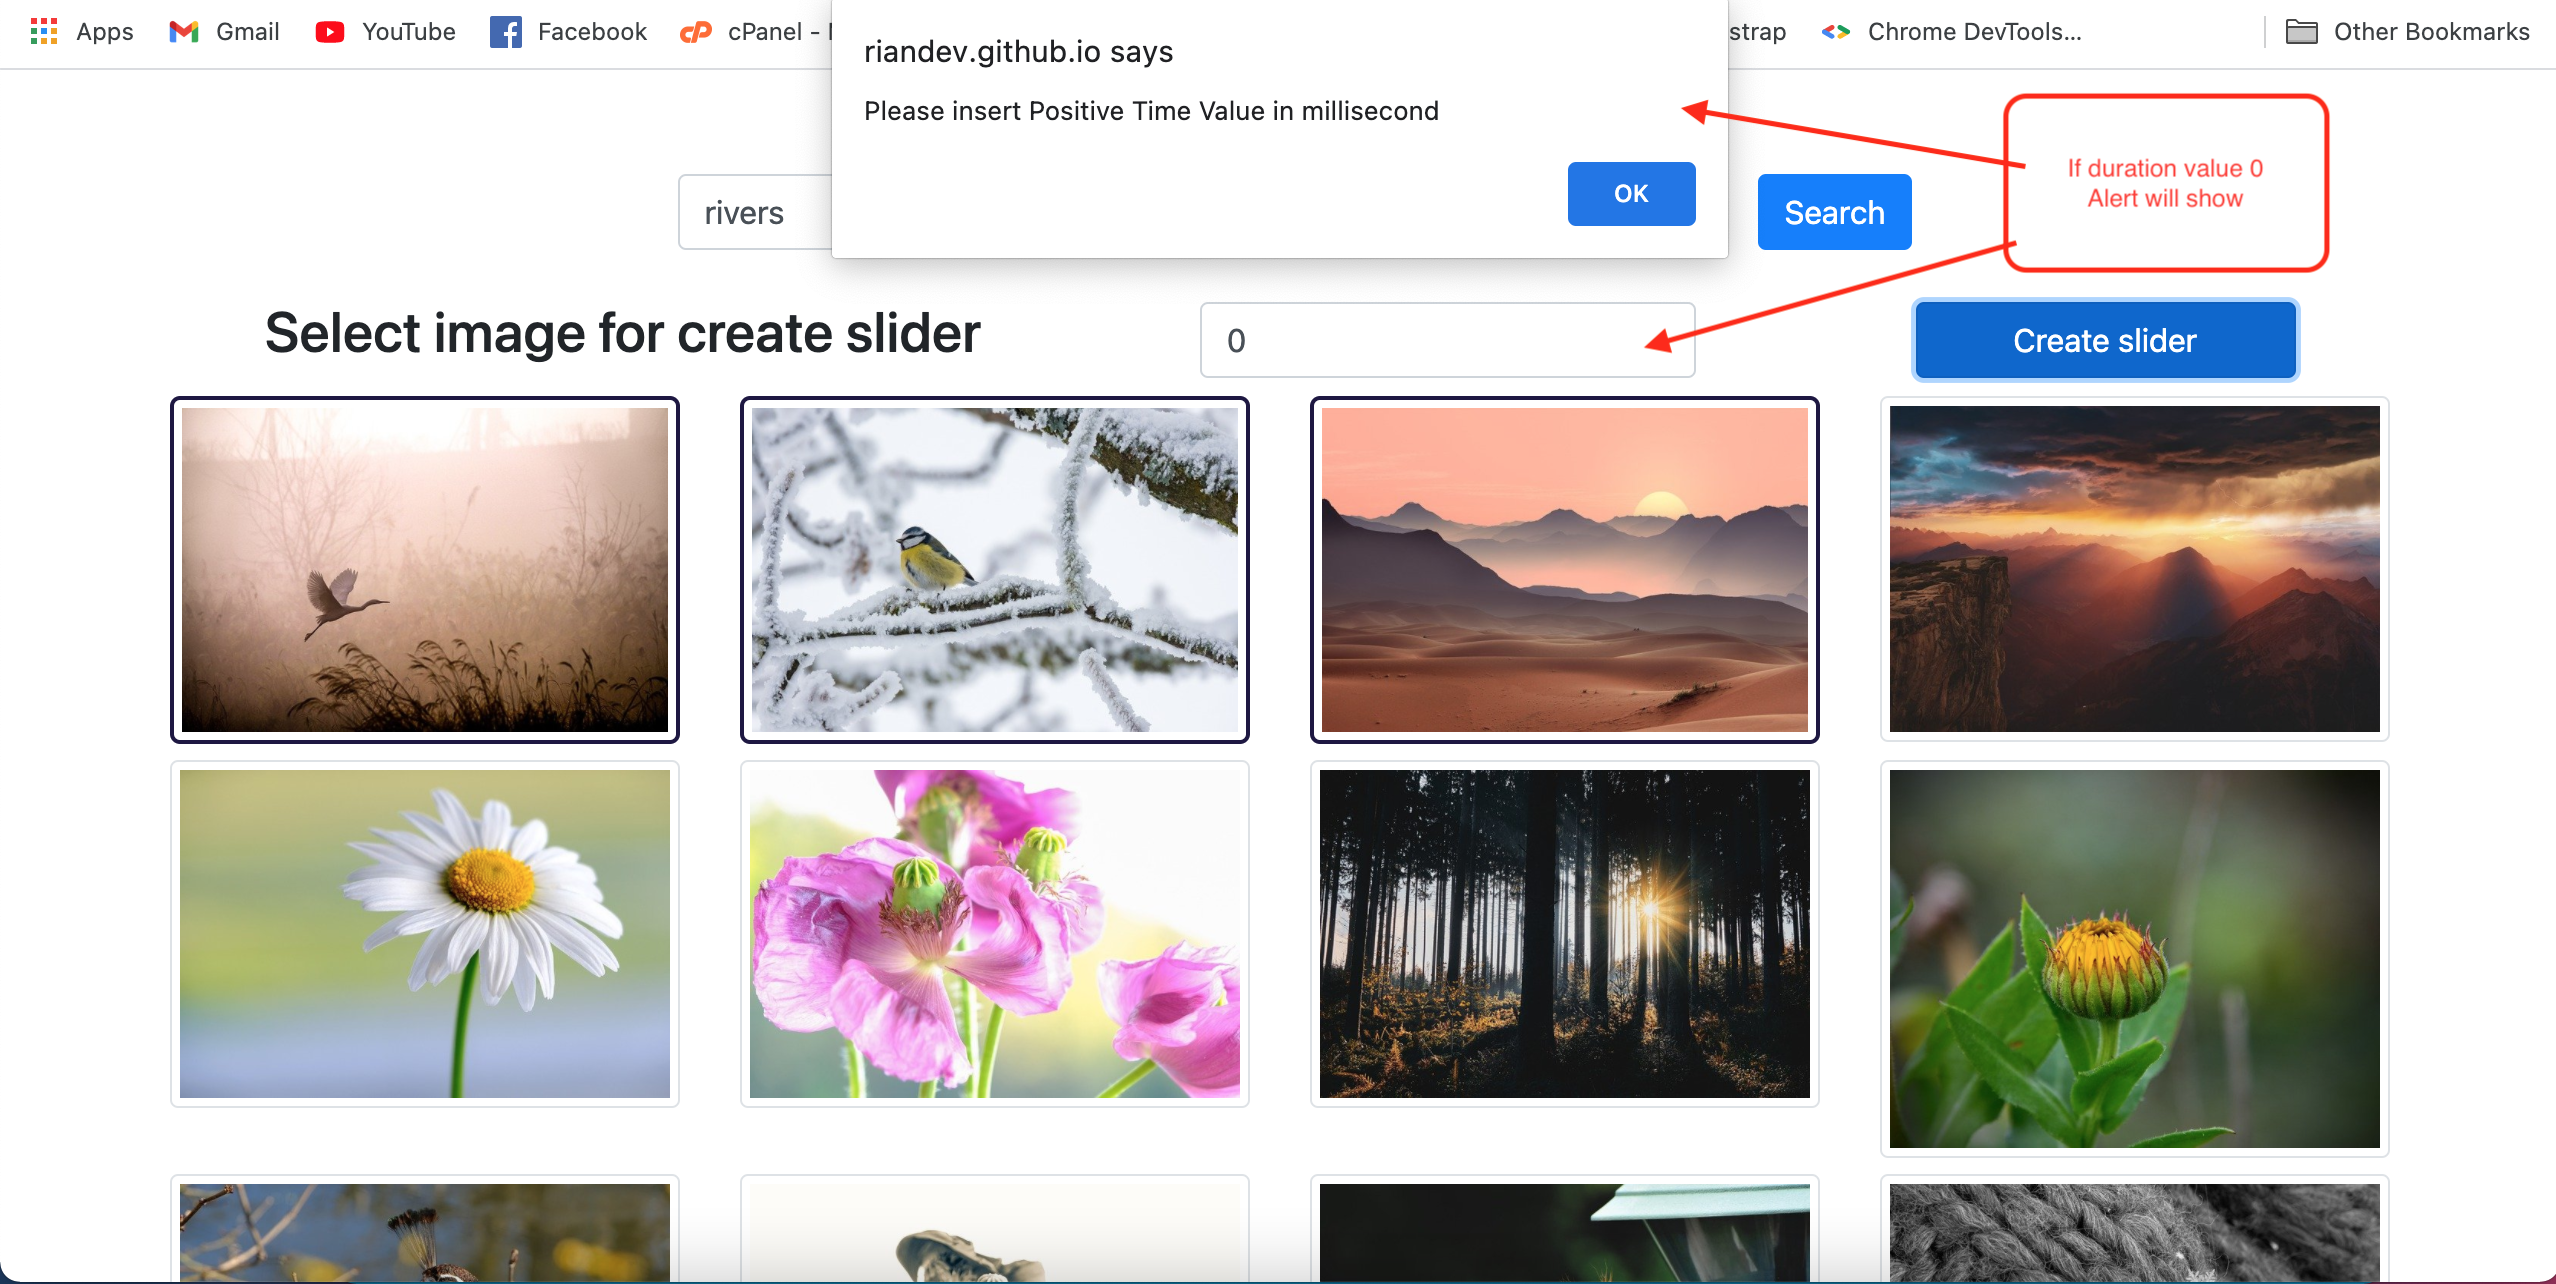 Apps
Gmail
YouTube
Facebook
cPanel -
strap
Chrome DevTools...
Other Bookmarks
riandev.github.io says
Please insert Positive Time Value in millisecond
OK
rivers
Search
If duration value 0
Alert will show
Select image for create slider
0
Create slider